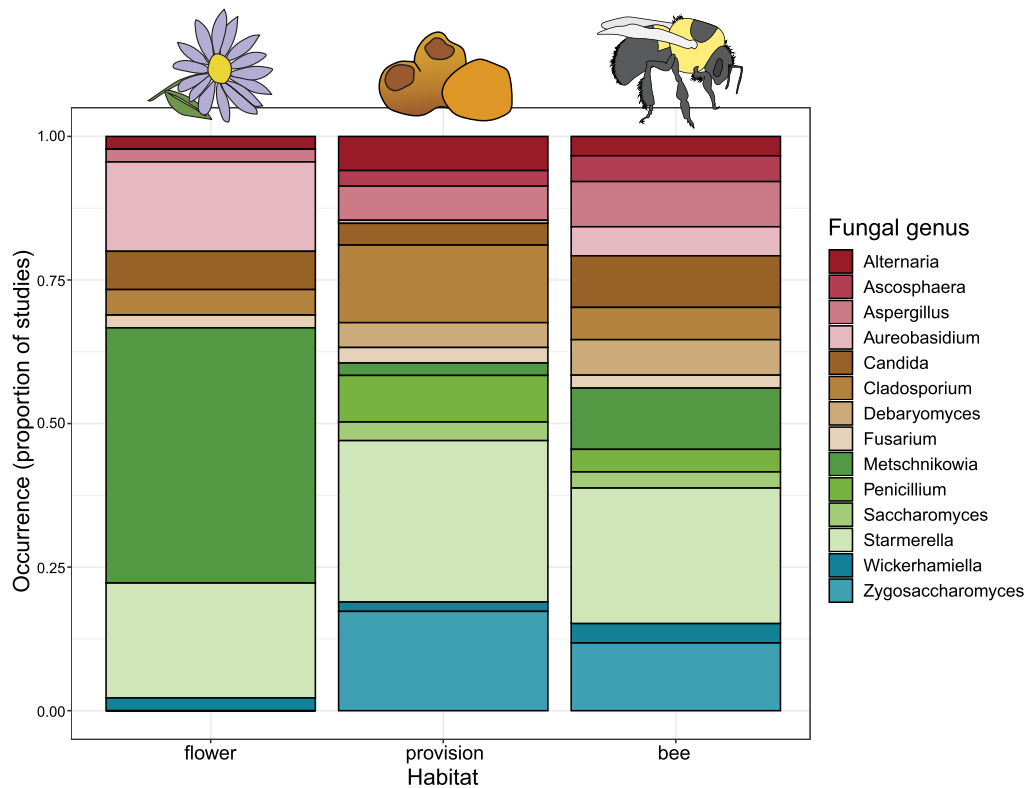 1.00
0.75
0.50
0.25
0.00
Occurrence (proportion of studies)
flower
provision
bee
Habitat
Fungal genus
Alternaria
Ascosphaera
Aspergillus
Aureobasidium
Candida
Cladosporium
Debaryomyces
Fusarium
Metschnikowia
Penicillium
Saccharomyces
Starmerella
Wickerhamiella
Zygosaccharomyces